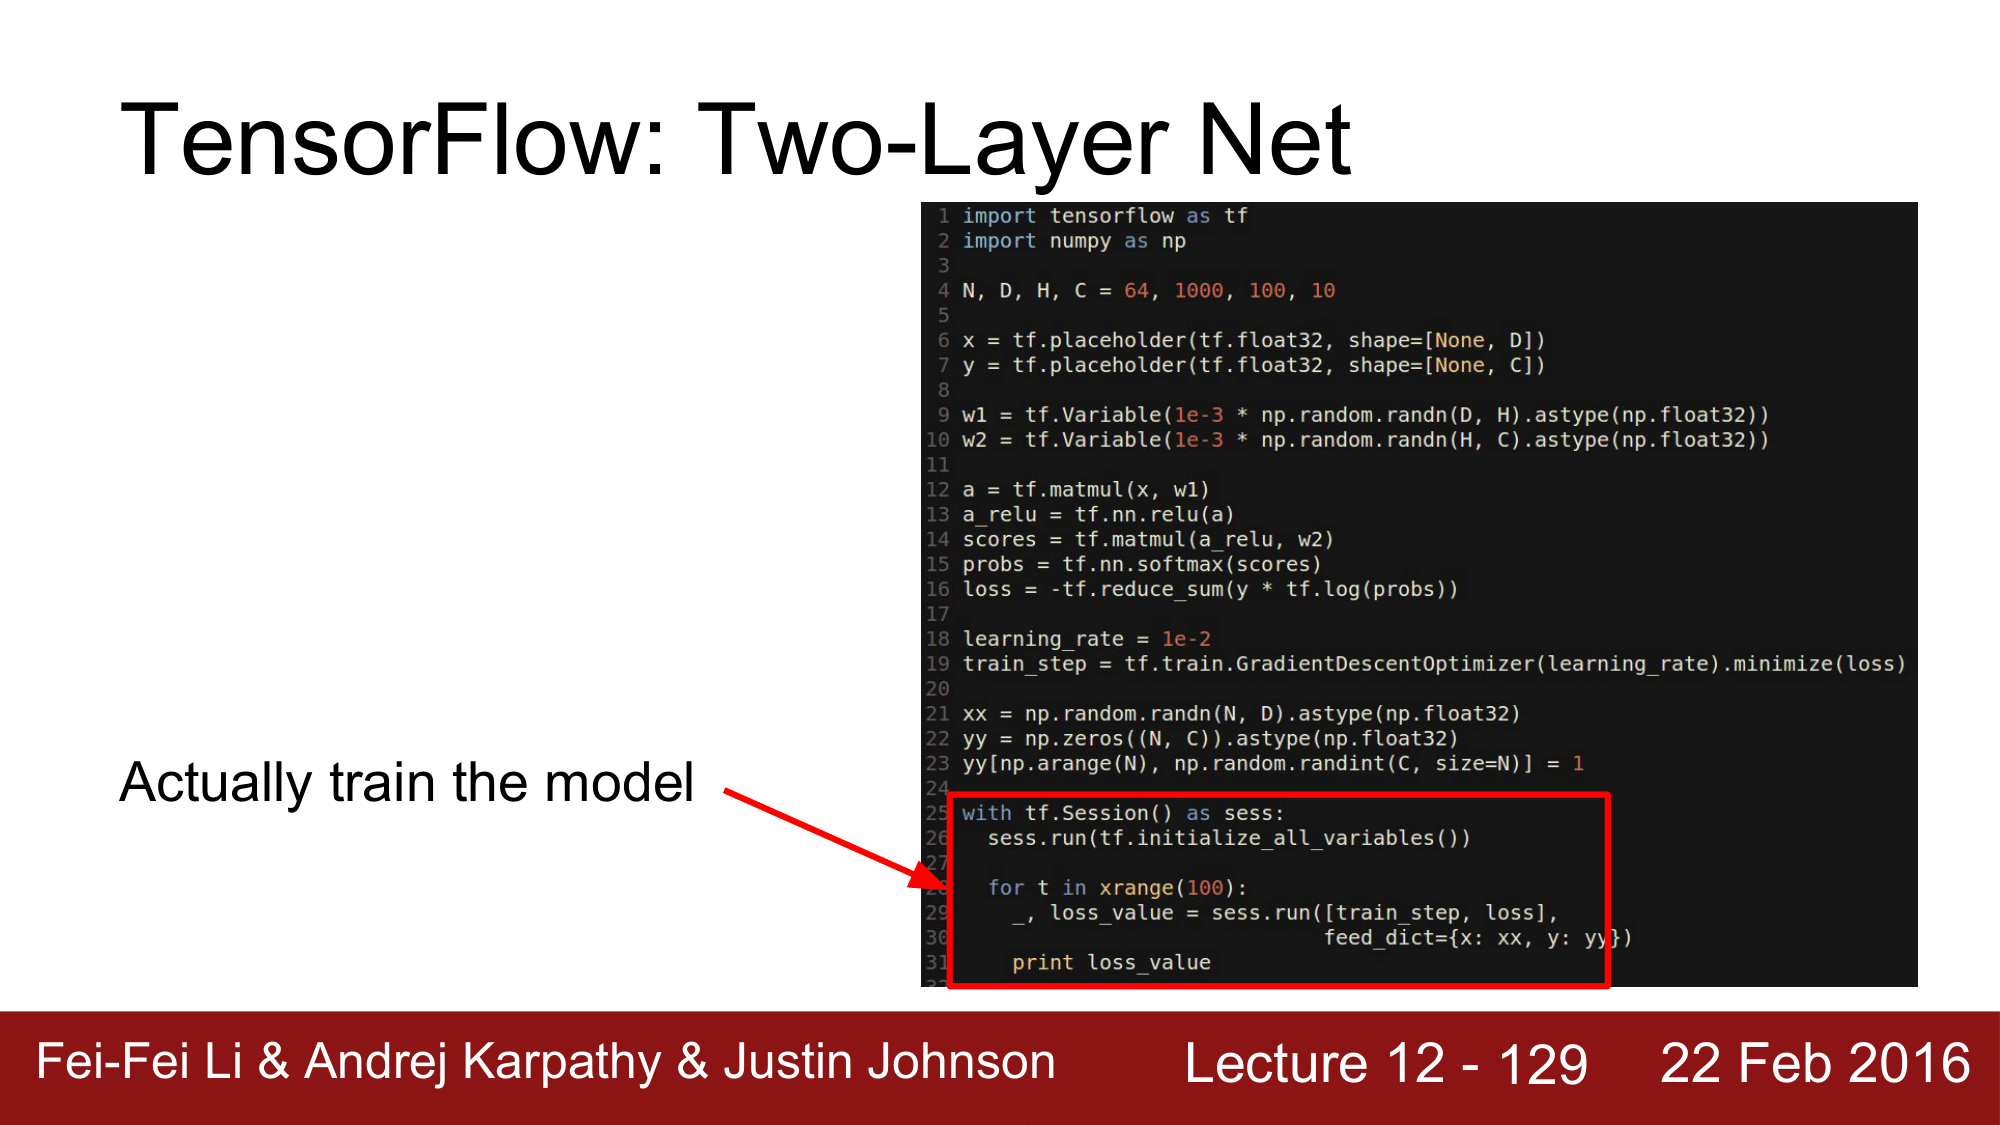 TensorFlow: Two-Layer Net
1 import tensorflow as tf
2 import numpy as np
3
4 N, D, H, C = 64, 1000, 100, 10
5
6 x = tf.placeholder(tf.float32, shape=[None, D])
7 y = tf.placeholder(tf.float32, shape=[None, C])
8
9 w1 = tf.Variable(1e-3 * np.random.randn(D, H).astype(np.float32))
10 w2 = tf.Variable(1e-3 * np.random.randn(H, C).astype(np.float32))
11
12 a = tf.matmul(x, w1)
13 a_relu = tf.nn.relu(a)
14 scores = tf.matmul(a_relu, w2)
15 probs = tf.nn.softmax(scores)
16 loss = -tf.reduce_sum(y * tf.log(probs))
17
18 learning_rate = 1e-2
19 train_step = tf.train.GradientDescentOptimizer(learning_rate).minimize(loss)
20
21 xx = np.random.randn(N, D).astype(np.float32)
22 yy = np.zeros((N, C)).astype(np.float32)
23 yy[np.arange(N), np.random.randint(C, size=N)] = 1
24
25 with tf.Session() as sess:
26   sess.run(tf.initialize_all_variables())
27
28   for t in xrange(100):
29     _, loss_value = sess.run([train_step, loss],
30                              feed_dict={x: xx, y: yy})
31     print loss_value
32
Actually train the model
Fei-Fei Li & Andrej Karpathy & Justin Johnson
Lecture 12 - 129
22 Feb 2016